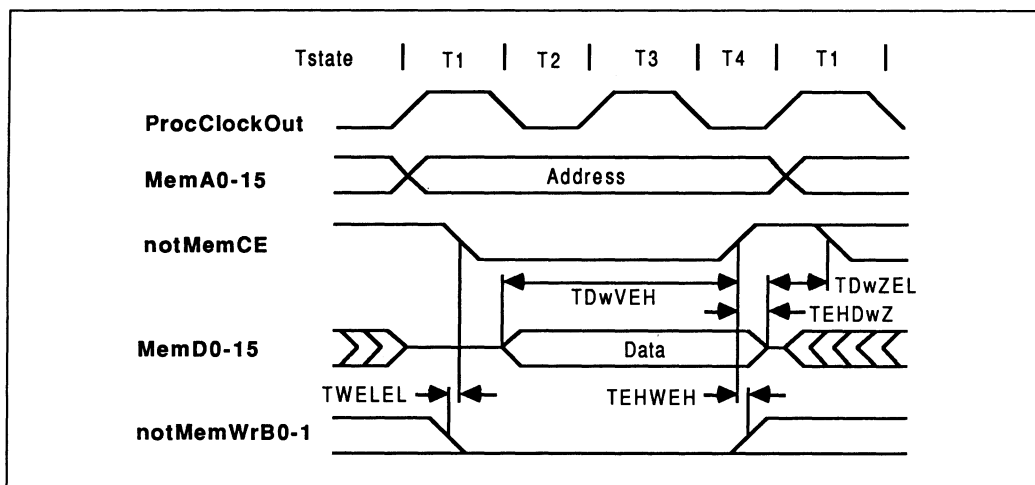 Tstate | T1 | T2 | T3 | T4 | T1 |
ProcClockOut
MemA0-15 Address
notMemCE
TDwVEH TDwZEL
TEHDwZ
MemD0-15 Data
TWELEL TEHWEH
notMemWrB0-1